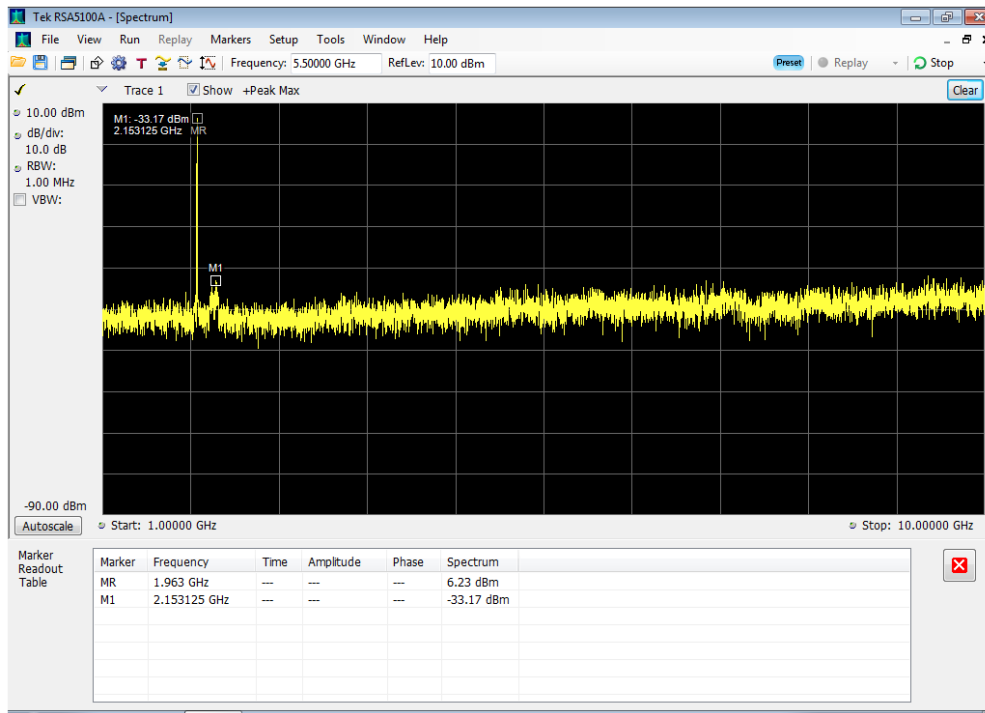 Tek RSA5100A - [Spectrum]
File View Run Replay Markers Setup Tools Window Help
T Frequency: 5.50000 GHz RefLev: 10.00 dBm Preset Replay Stop
Trace 1 Show +Peak Max Clear
10.00 dBm
dB/div:
10.0 dB
RBW:
1.00 MHz
VBW:
M1: -33.17 dBm
2.153125 GHz MR
M1
-90.00 dBm
Autoscale Start: 1.00000 GHz Stop: 10.00000 GHz
Marker
Readout
Table
Marker Frequency Time Amplitude Phase Spectrum
MR 1.963 GHz --- --- --- 6.23 dBm
M1 2.153125 GHz --- --- --- -33.17 dBm